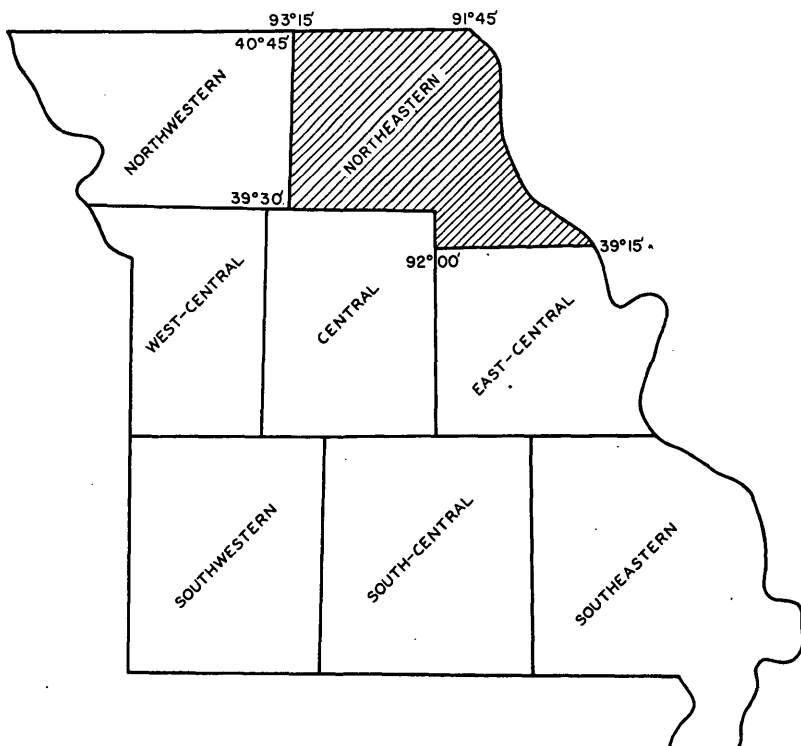 93°15′
91°45′
40°45′
NORTHWESTERN
NORTHEASTERN
39°30′
39°15′
92°00′
WEST-CENTRAL
CENTRAL
EAST-CENTRAL
SOUTHWESTERN
SOUTH-CENTRAL
SOUTHEASTERN